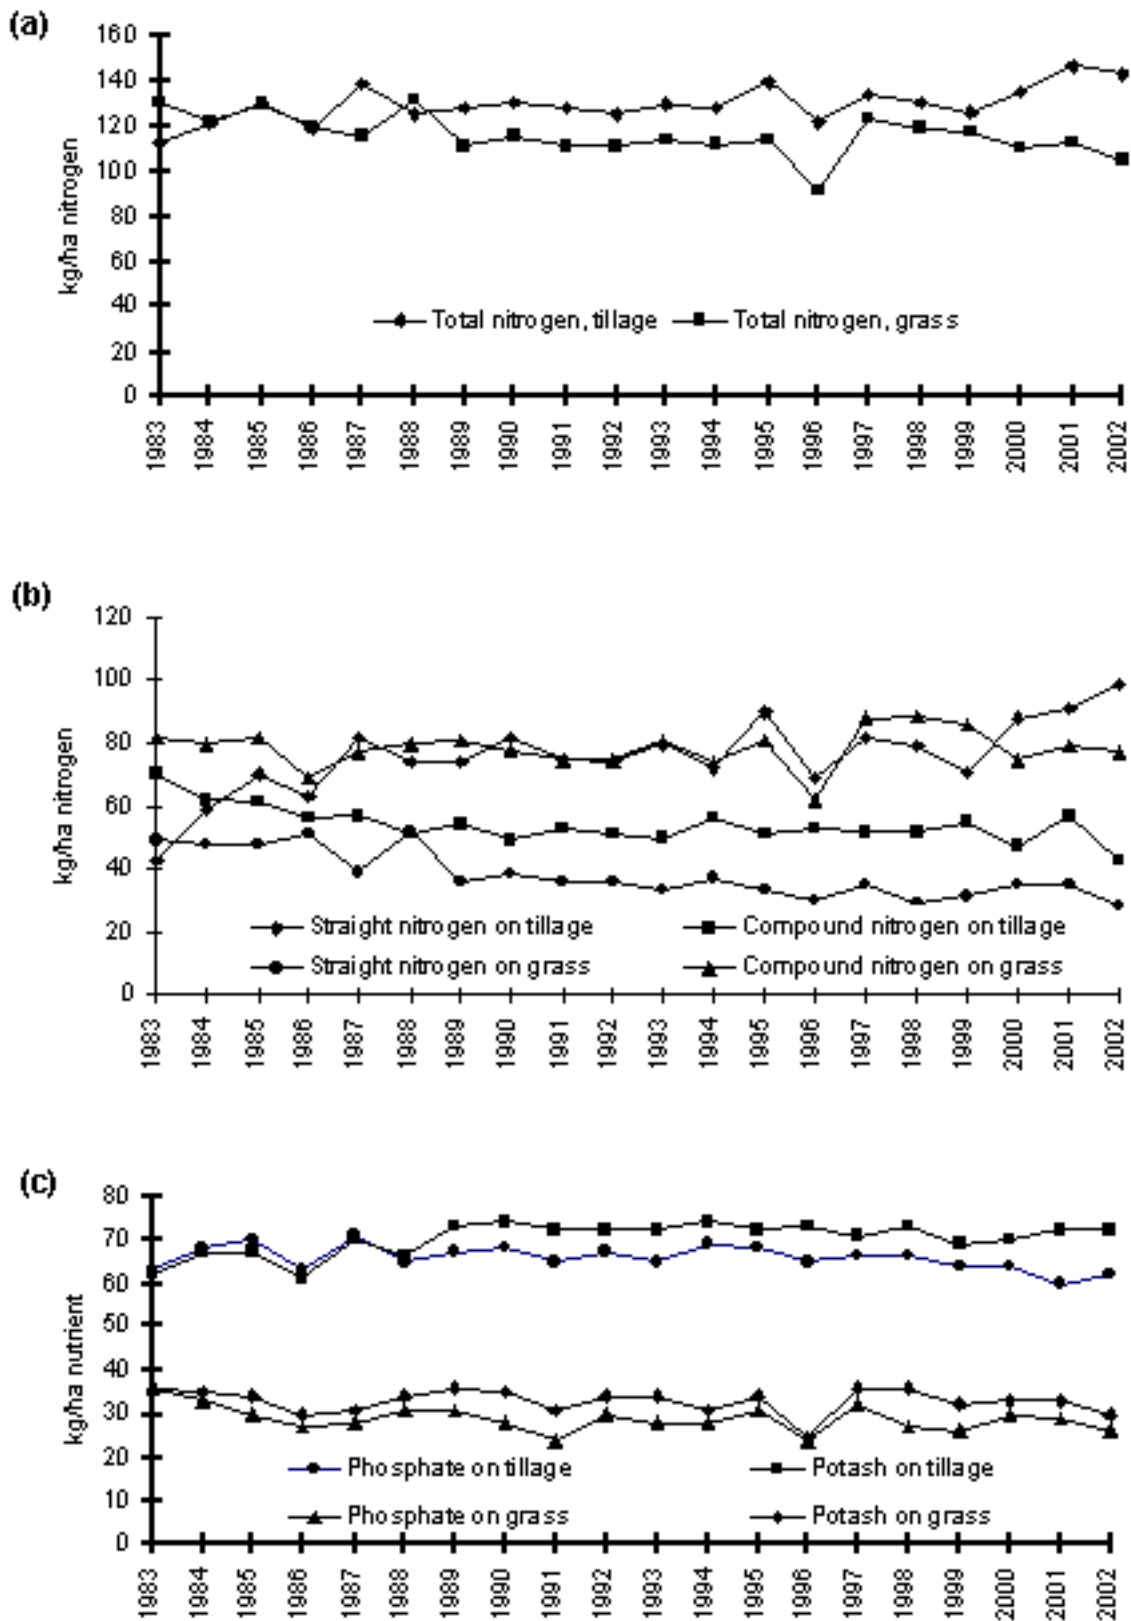 (a)
160
140
120
100
80
60
40
20
0
kg/ha nitrogen
Total nitrogen, tillage Total nitrogen, grass
1983 1984 1985 1986 1987 1988 1989 1990 1991 1992 1993 1994 1995 1996 1997 1998 1999 2000 2001 2002
(b)
120
100
80
60
40
20
0
kg/ha nitrogen
Straight nitrogen on tillage Compound nitrogen on tillage
Straight nitrogen on grass Compound nitrogen on grass
1983 1984 1985 1986 1987 1988 1989 1990 1991 1992 1993 1994 1995 1996 1997 1998 1999 2000 2001 2002
(c)
80
70
60
50
40
30
20
10
0
kg/ha nutrient
Phosphate on tillage Potash on tillage
Phosphate on grass Potash on grass
1983 1984 1985 1986 1987 1988 1989 1990 1991 1992 1993 1994 1995 1996 1997 1998 1999 2000 2001 2002